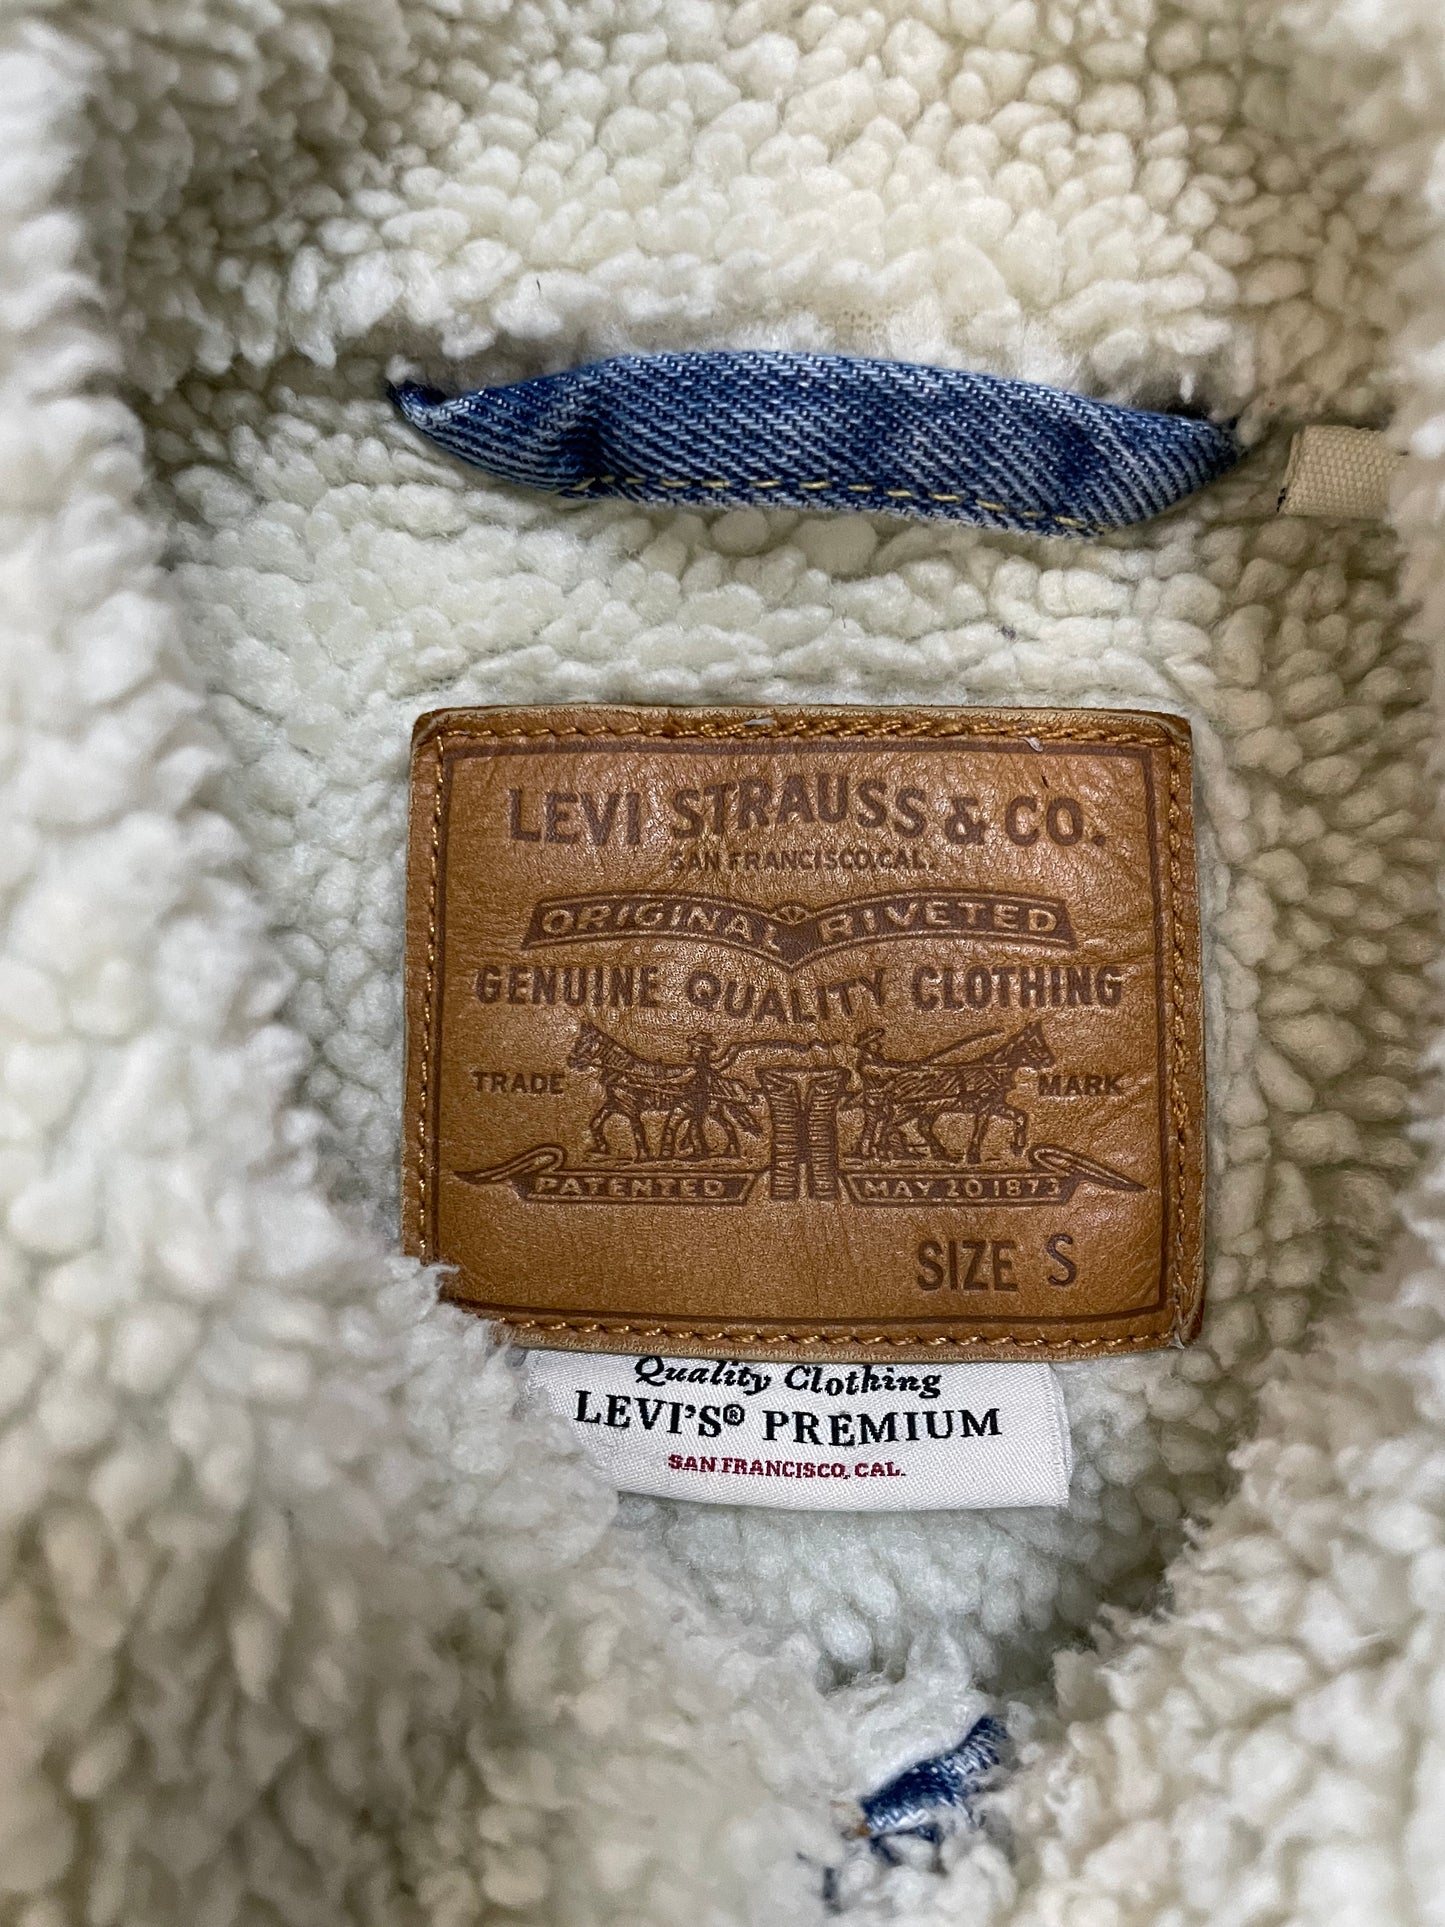 LEVI STRAUSS & CO.
SAN FRANCISCO, CAL.
ORIGINAL RIVETED
GENUINE QUALITY CLOTHING
TRADE MARK
PATENTED MAY 20 1873
SIZE S
Quality Clothing
LEVI'S® PREMIUM
SAN FRANCISCO, CAL.